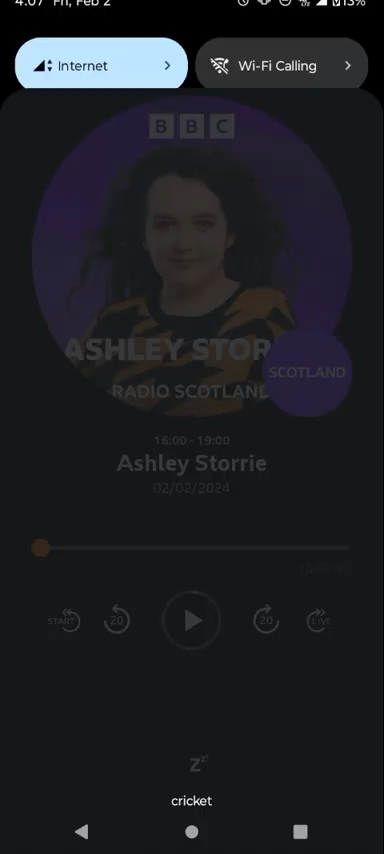 4:07 Fri, Feb 2
13%
Internet
Wi-Fi Calling
BBC
ASHLEY STOR
RADIO SCOTLAND
SCOTLAND
16:00 - 19:00
Ashley Storrie
02/02/2024
START
20
20
LIVE
Zzz
cricket